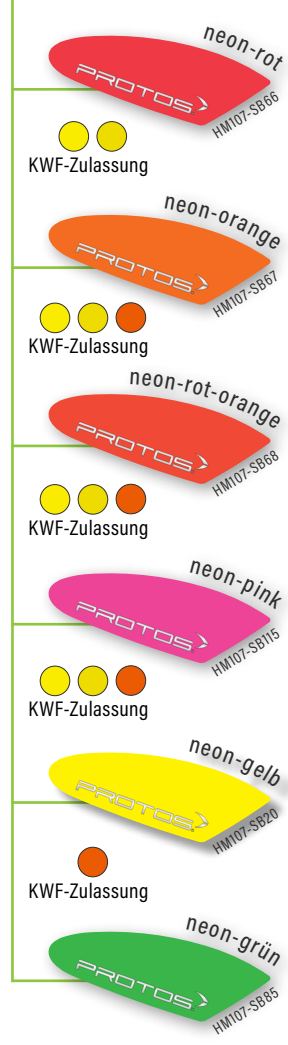 neon-rot
PROTOS
HM107-SB66
KWF-Zulassung
neon-orange
PROTOS
HM107-SB67
KWF-Zulassung
neon-rot-orange
PROTOS
HM107-SB68
KWF-Zulassung
neon-pink
PROTOS
HM107-SB115
KWF-Zulassung
neon-gelb
PROTOS
HM107-SB20
KWF-Zulassung
neon-grün
PROTOS
HM107-SB85